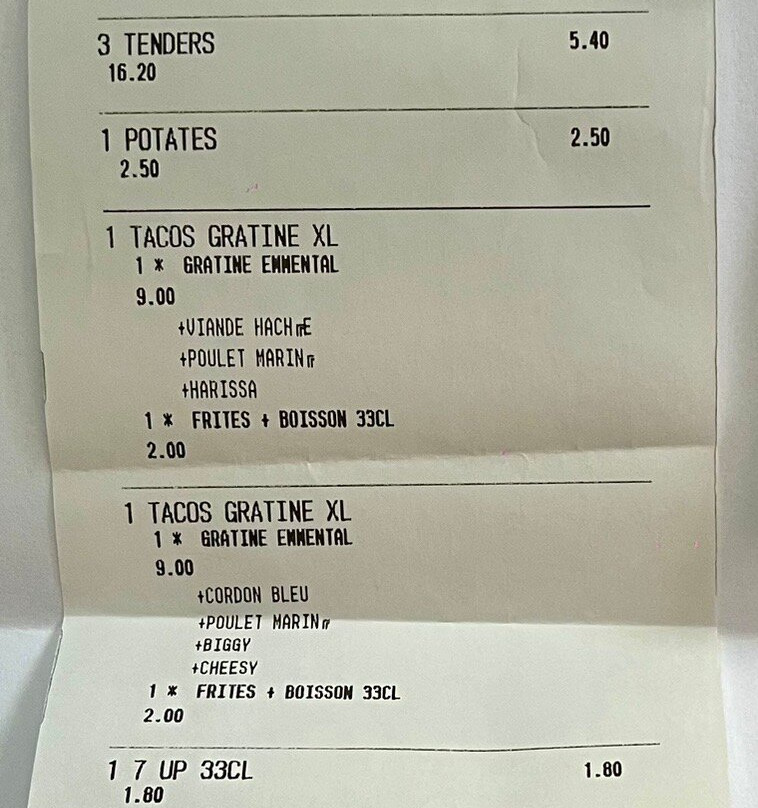 3 TENDERS 5.40
16.20
1 POTATES 2.50
2.50
1 TACOS GRATINE XL
1 * GRATINE EMMENTAL
9.00
+VIANDE HACH╓E
+POULET MARIN╓
+HARISSA
1 * FRITES + BOISSON 33CL
2.00
1 TACOS GRATINE XL
1 * GRATINE EMMENTAL
9.00
+CORDON BLEU
+POULET MARIN╓
+BIGGY
+CHEESY
1 * FRITES + BOISSON 33CL
2.00
1 7 UP 33CL 1.80
1.80